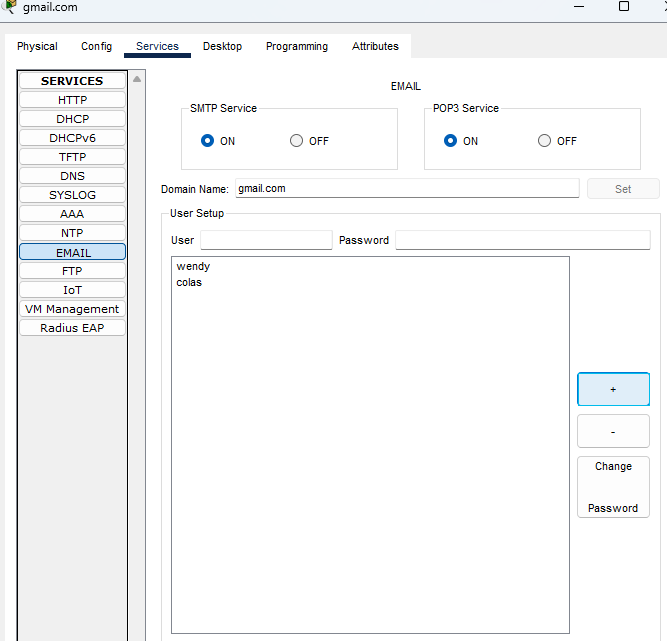 gmail.com
Physical Config Services Desktop Programming Attributes
SERVICES
HTTP
DHCP
DHCPv6
TFTP
DNS
SYSLOG
AAA
NTP
EMAIL
FTP
IoT
VM Management
Radius EAP
EMAIL
SMTP Service
ON OFF
POP3 Service
ON OFF
Domain Name: gmail.com Set
User Setup
User Password
wendy
colas
+
-
Change
Password